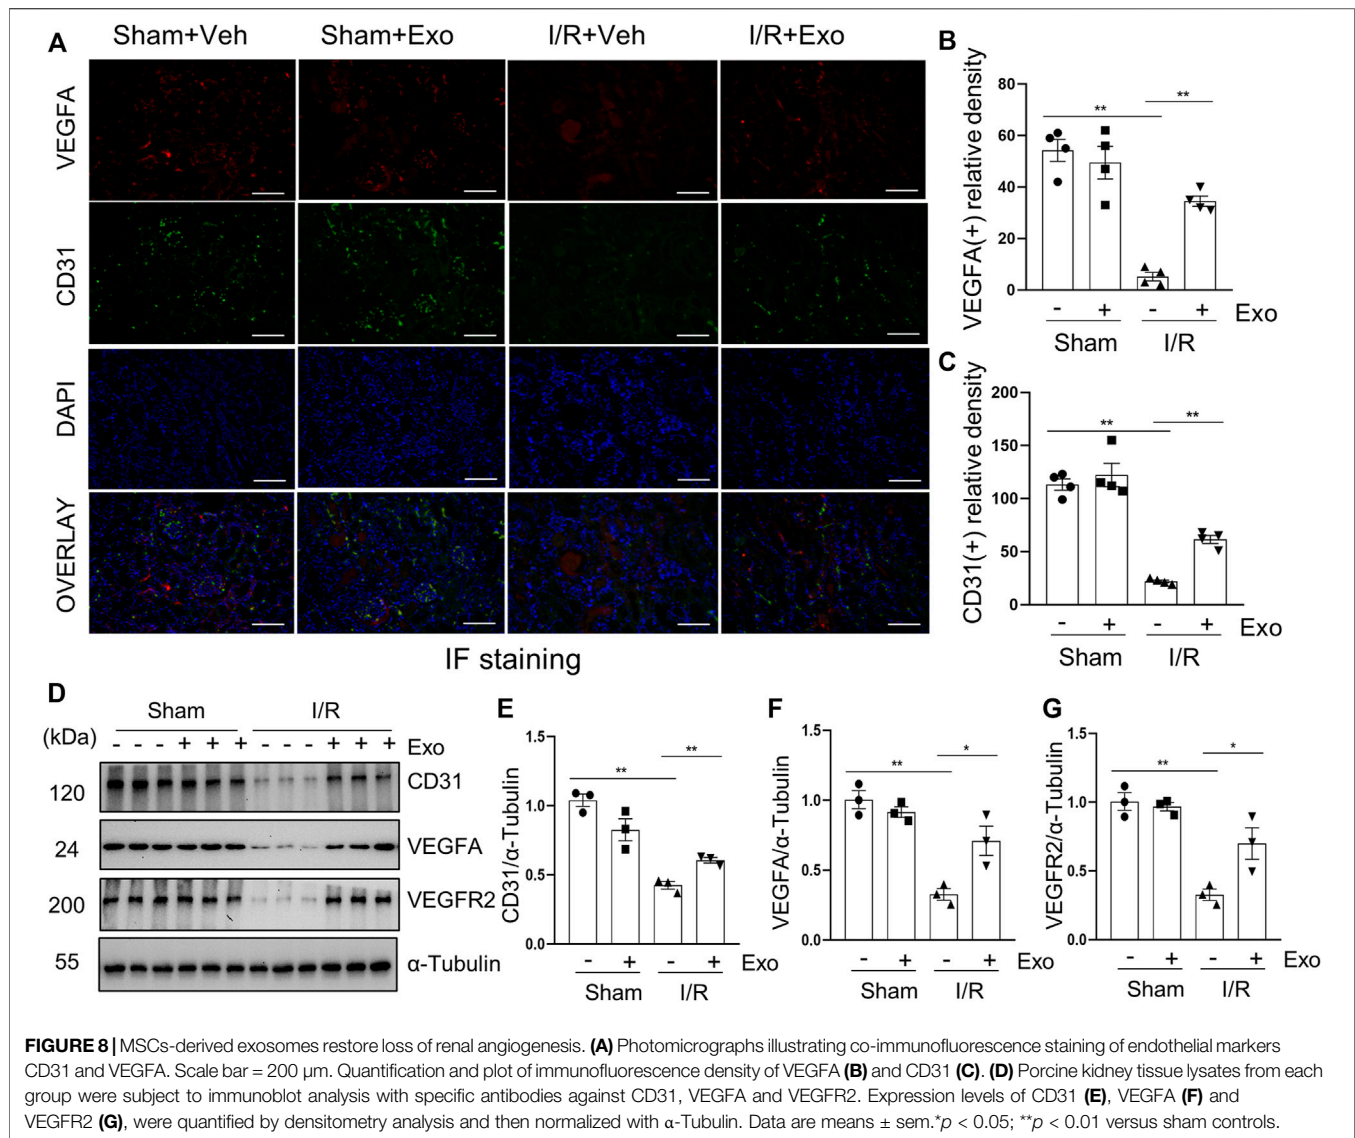 A
Sham+Veh
Sham+Exo
I/R+Veh
I/R+Exo
VEGFA
CD31
DAPI
OVERLAY
IF staining
B
VEGFA(+) relative density
80
60
40
20
0
**
**
- + - + Exo
Sham I/R
C
CD31(+) relative density
200
150
100
50
0
**
**
- + - + Exo
Sham I/R
D
Sham I/R
(kDa)
- - - + + + - - - + + + Exo
120 CD31
24 VEGFA
200 VEGFR2
55 α-Tubulin
E
CD31/α-Tubulin
1.5
1.0
0.5
0.0
**
**
- + - + Exo
Sham I/R
F
VEGFA/α-Tubulin
1.5
1.0
0.5
0.0
**
*
- + - + Exo
Sham I/R
G
VEGFR2/α-Tubulin
1.5
1.0
0.5
0.0
**
*
- + - + Exo
Sham I/R
FIGURE 8 | MSCs-derived exosomes restore loss of renal angiogenesis. (A) Photomicrographs illustrating co-immunofluorescence staining of endothelial markers
CD31 and VEGFA. Scale bar = 200 μm. Quantification and plot of immunofluorescence density of VEGFA (B) and CD31 (C). (D) Porcine kidney tissue lysates from each
group were subject to immunoblot analysis with specific antibodies against CD31, VEGFA and VEGFR2. Expression levels of CD31 (E), VEGFA (F) and
VEGFR2 (G), were quantified by densitometry analysis and then normalized with α-Tubulin. Data are means ± sem.*p < 0.05; **p < 0.01 versus sham controls.